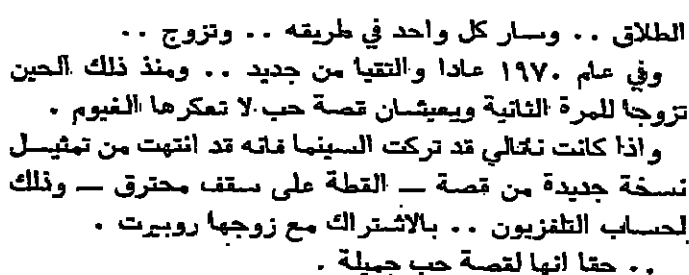 الطلاق .. وسار كل واحد في طريقه .. وتزوج ..
وفي عام ١٩٧٠ عادا والتقيا من جديد .. ومنذ ذلك الحين
تزوجا للمرة الثانية ويعيشان قصة حب لا تعكرها الغيوم .
واذا كانت نتالي قد تركت السينما فانه قد انتهت من تمثيل
نسخة جديدة من قصة — القطة على سقف محترق — وذلك
لحساب التلفزيون .. بالاشتراك مع زوجها روبيرت .
.. حقا انها لقصة حب جميلة .